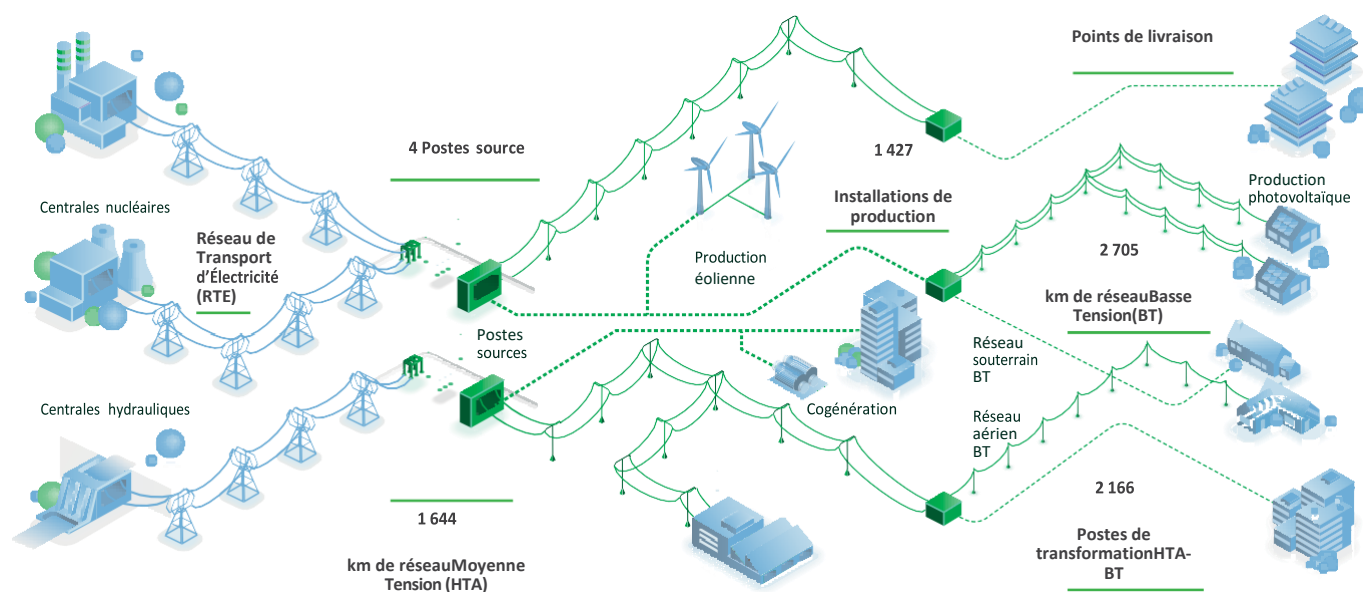 Points de livraison
4 Postes source
1 427
Centrales nucléaires
Réseau de
Transport
d'Électricité
(RTE)
Installations de
production
Production
photovoltaïque
Production
éolienne
2 705
km de réseauBasse
Tension(BT)
Postes
sources
Réseau
souterrain
BT
Centrales hydrauliques
Cogénération
Réseau
aérien
BT
1 644
km de réseauMoyenne
Tension (HTA)
2 166
Postes de
transformationHTA-
BT